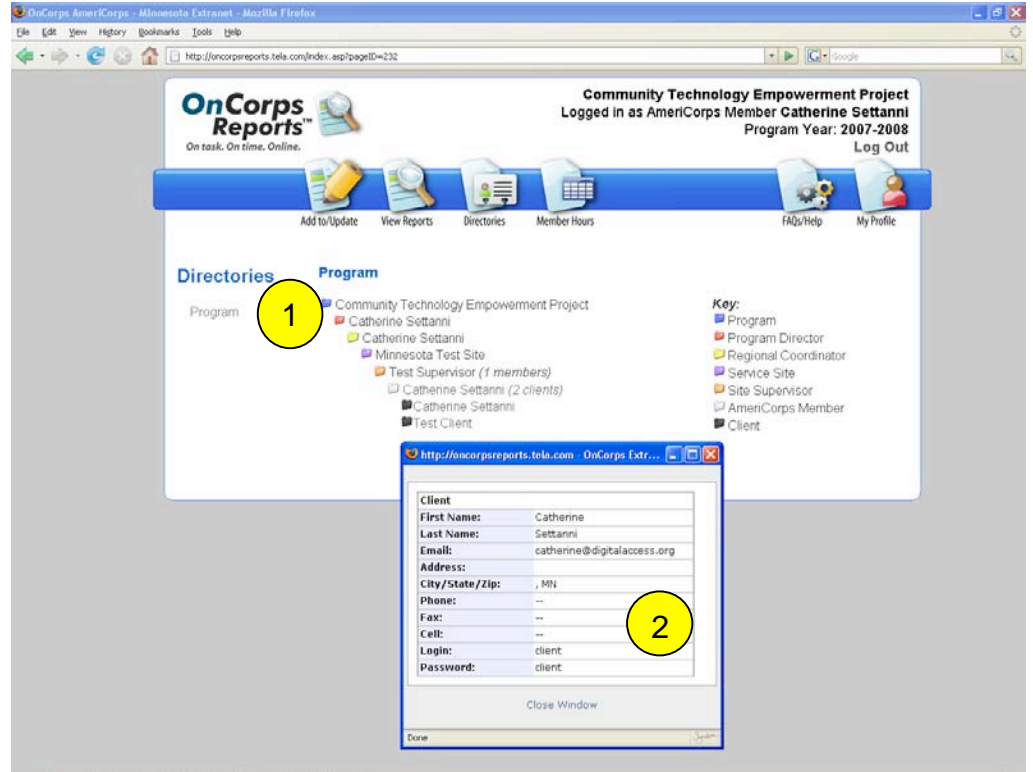 OnCorps AmeriCorps - Minnesota Extranet - Mozilla Firefox
File Edit View History Bookmarks Tools Help
http://oncorpsreports.tela.com/index.asp?pageID=232
Google
OnCorps
Reports™
On task. On time. Online.
Community Technology Empowerment Project
Logged in as AmeriCorps Member Catherine Settanni
Program Year: 2007-2008
Log Out
Add to/Update View Reports Directories Member Hours FAQs/Help My Profile
Directories
Program
1
Program
Community Technology Empowerment Project
Catherine Settanni
Catherine Settanni
Minnesota Test Site
Test Supervisor (1 members)
Catherine Settanni (2 clients)
Catherine Settanni
Test Client
Key:
Program
Program Director
Regional Coordinator
Service Site
Site Supervisor
AmeriCorps Member
Client
http://oncorpsreports.tela.com - OnCorps Extr...
Client
First Name: Catherine
Last Name: Settanni
Email: catherine@digitalaccess.org
Address:
City/State/Zip: , MN
Phone: --
Fax: --
Cell: --
Login: client
Password: client
2
Close Window
Done